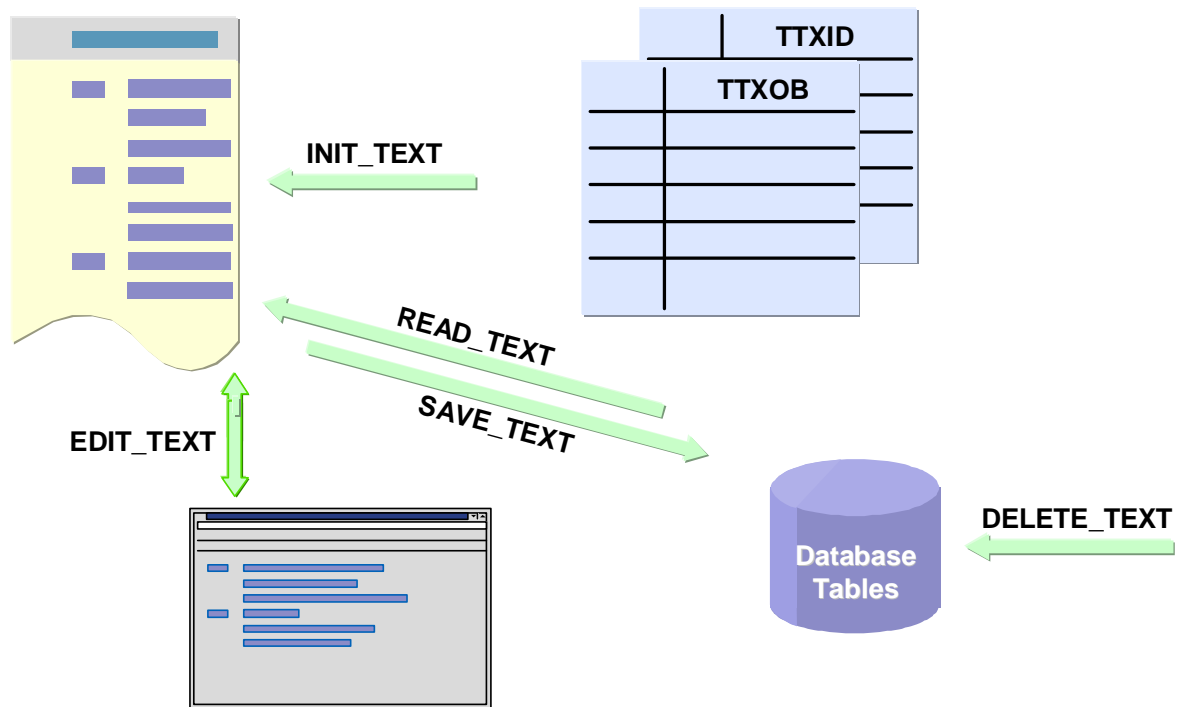 TTXID
TTXOB
INIT_TEXT
READ_TEXT
SAVE_TEXT
EDIT_TEXT
DELETE_TEXT
Database
Tables